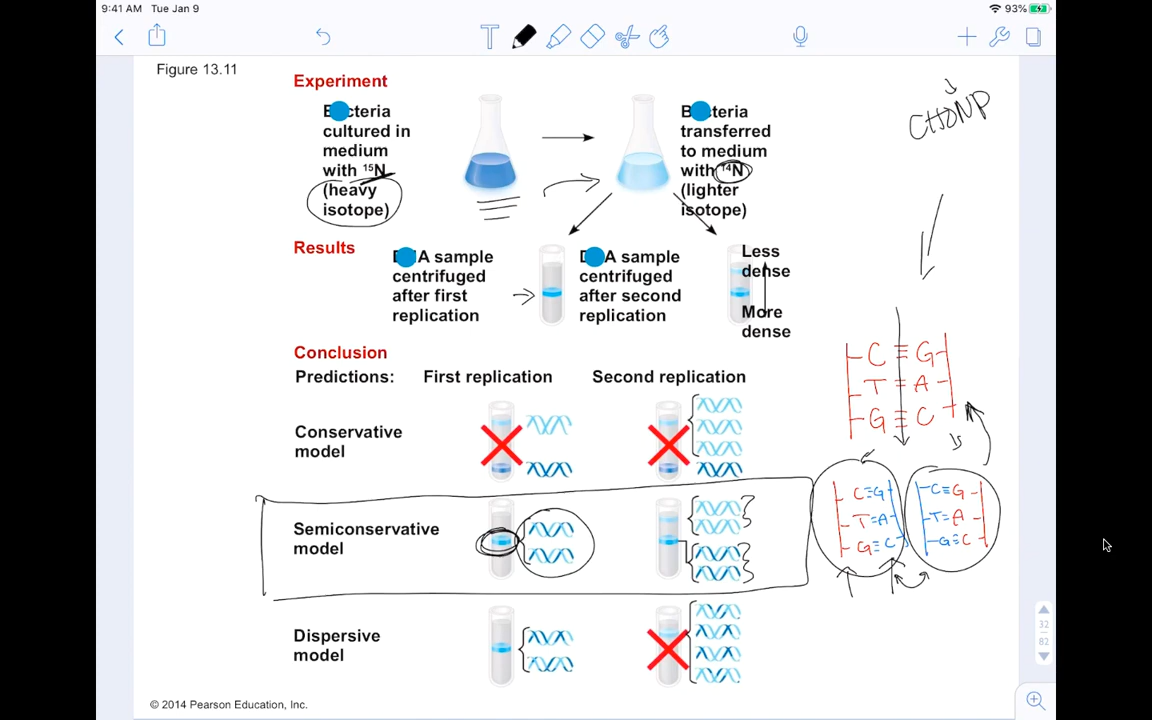 9:41 AM Tue Jan 9
93%
T
Figure 13.11
Experiment
Bacteria
cultured in
medium
with ¹⁵N
(heavy
isotope)
Bacteria
transferred
to medium
with ¹⁴N
(lighter
isotope)
CHONP
Results
DNA sample
centrifuged
after first
replication
DNA sample
centrifuged
after second
replication
Less
dense
More
dense
C≡G
T=A
G≡C
Conclusion
Predictions: First replication Second replication
Conservative
model
Semiconservative
model
C≡G C≡G
T=A T=A
G≡C G≡C
Dispersive
model
32
82
© 2014 Pearson Education, Inc.